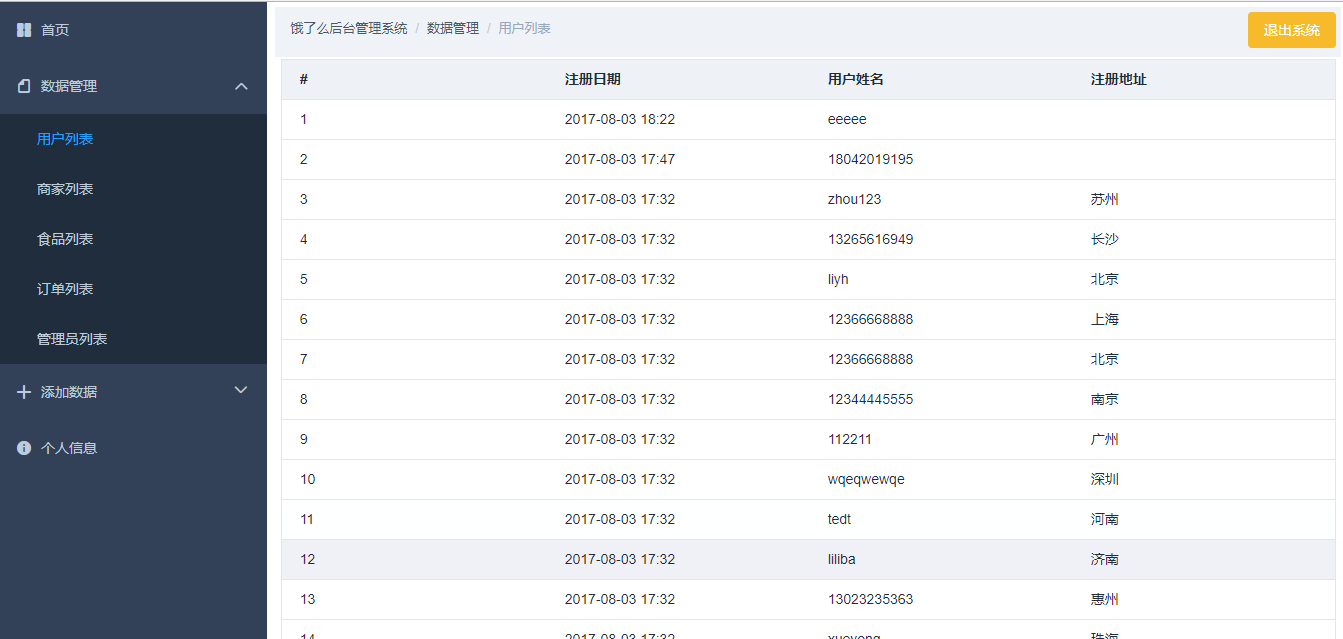 首页
数据管理
用户列表
商家列表
食品列表
订单列表
管理员列表
添加数据
个人信息
饿了么后台管理系统 / 数据管理 / 用户列表
退出系统
# 注册日期 用户姓名 注册地址
1 2017-08-03 18:22 eeeee
2 2017-08-03 17:47 18042019195
3 2017-08-03 17:32 zhou123 苏州
4 2017-08-03 17:32 13265616949 长沙
5 2017-08-03 17:32 liyh 北京
6 2017-08-03 17:32 12366668888 上海
7 2017-08-03 17:32 12366668888 北京
8 2017-08-03 17:32 12344445555 南京
9 2017-08-03 17:32 112211 广州
10 2017-08-03 17:32 wqeqwewqe 深圳
11 2017-08-03 17:32 tedt 河南
12 2017-08-03 17:32 liliba 济南
13 2017-08-03 17:32 13023235363 惠州
14 2017-08-03 17:32 珠海